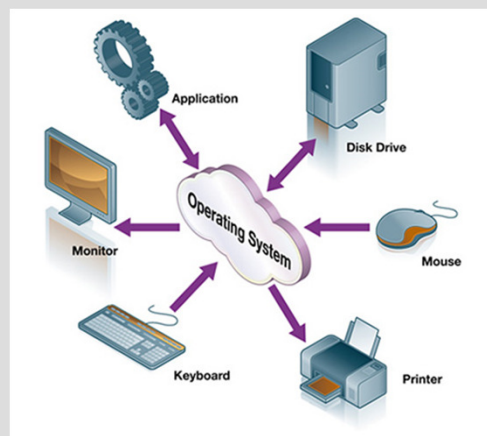 Application
Disk Drive
Operating System
Monitor
Mouse
Keyboard
Printer